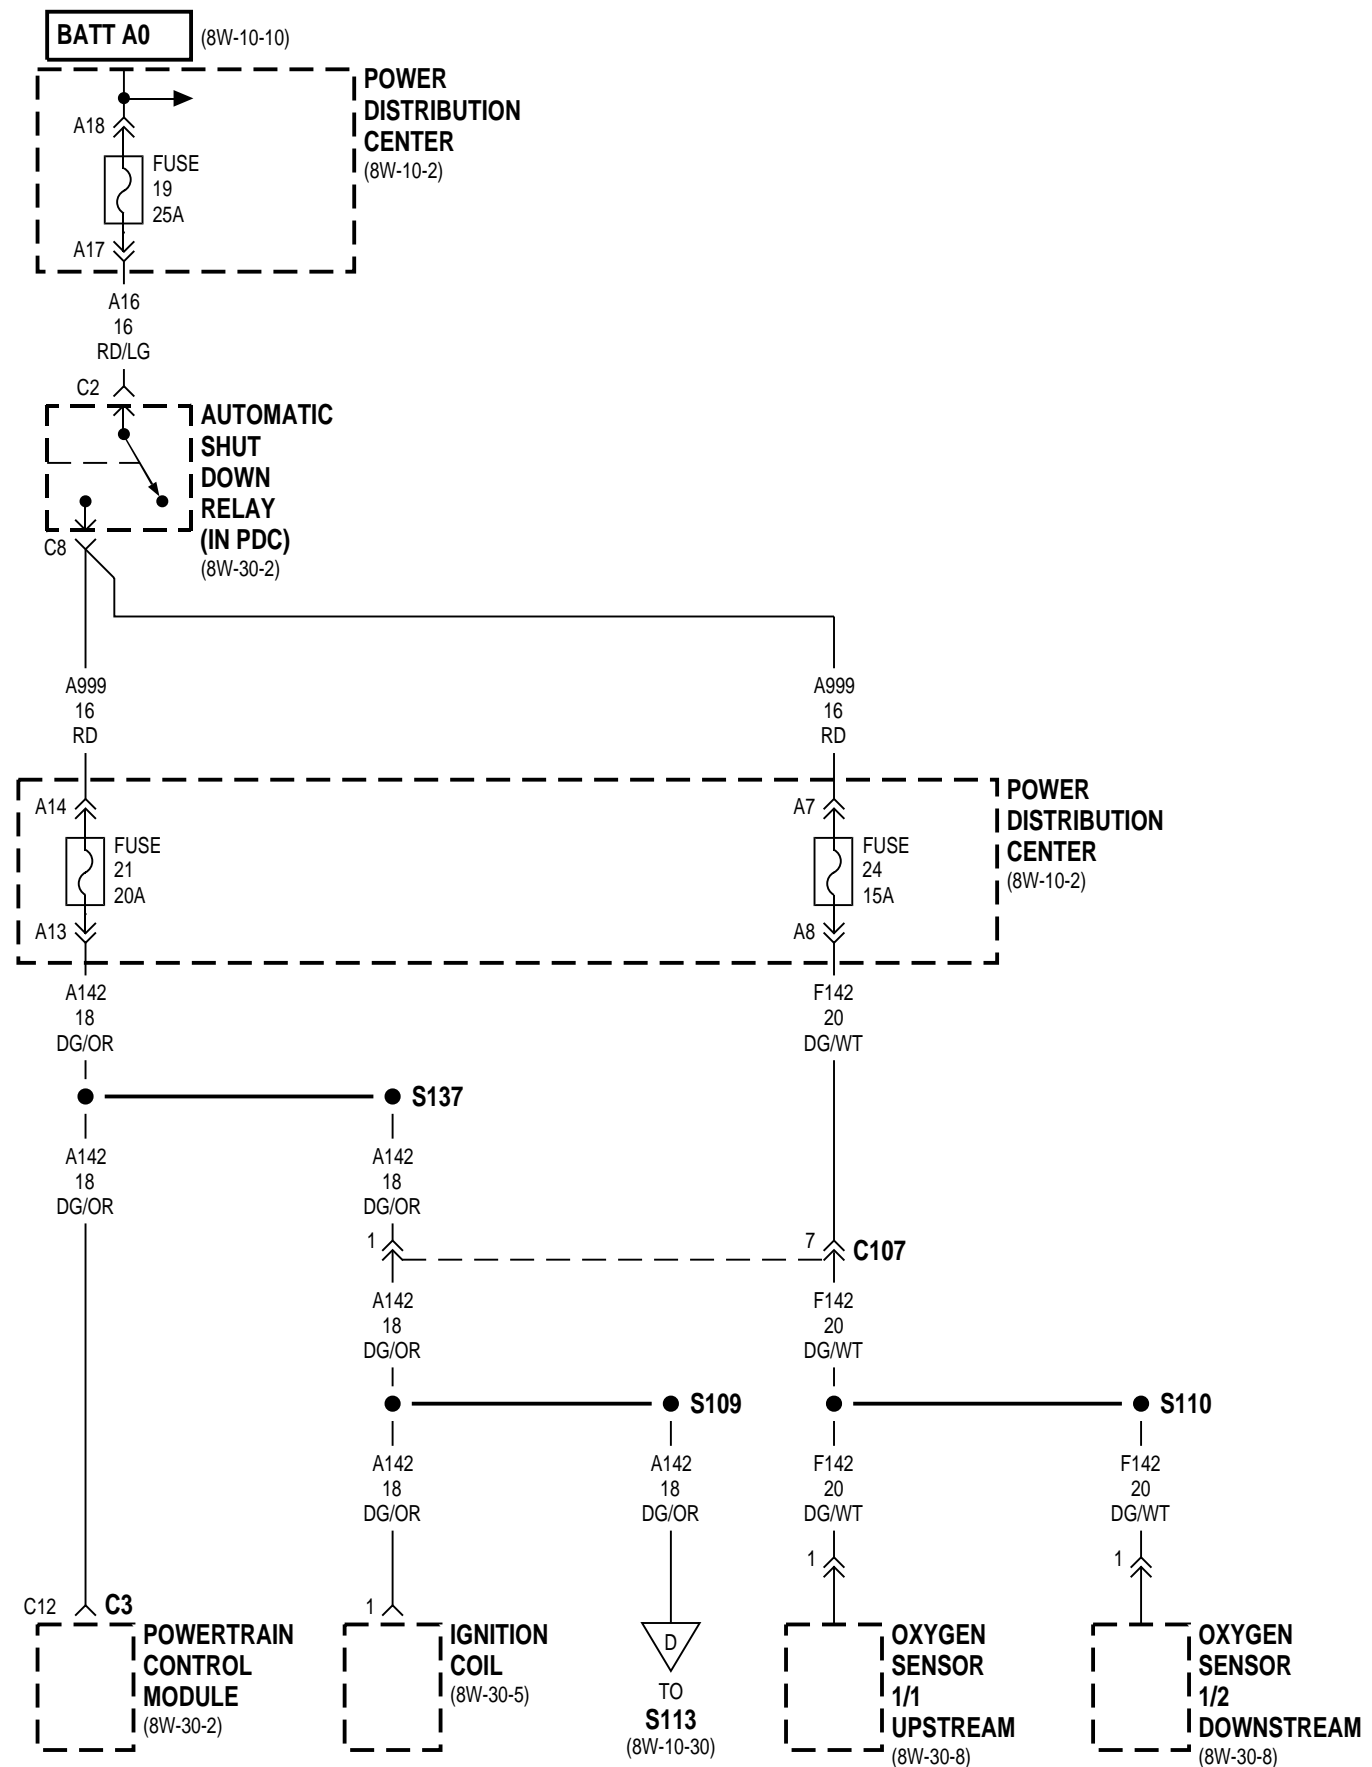 BATT A0
(8W-10-10)
POWER
DISTRIBUTION
CENTER
(8W-10-2)
A18
FUSE
19
25A
A17
A16
16
RD/LG
C2
AUTOMATIC
SHUT
DOWN
RELAY
(IN PDC)
(8W-30-2)
C8
A999
16
RD
A999
16
RD
POWER
DISTRIBUTION
CENTER
(8W-10-2)
A14
FUSE
21
20A
A13
A7
FUSE
24
15A
A8
A142
18
DG/OR
F142
20
DG/WT
S137
A142
18
DG/OR
A142
18
DG/OR
1
7
C107
A142
18
DG/OR
F142
20
DG/WT
S109
S110
A142
18
DG/OR
A142
18
DG/OR
F142
20
DG/WT
F142
20
DG/WT
1
1
C12
C3
1
POWERTRAIN
CONTROL
MODULE
(8W-30-2)
IGNITION
COIL
(8W-30-5)
D
TO
S113
(8W-10-30)
OXYGEN
SENSOR
1/1
UPSTREAM
(8W-30-8)
OXYGEN
SENSOR
1/2
DOWNSTREAM
(8W-30-8)